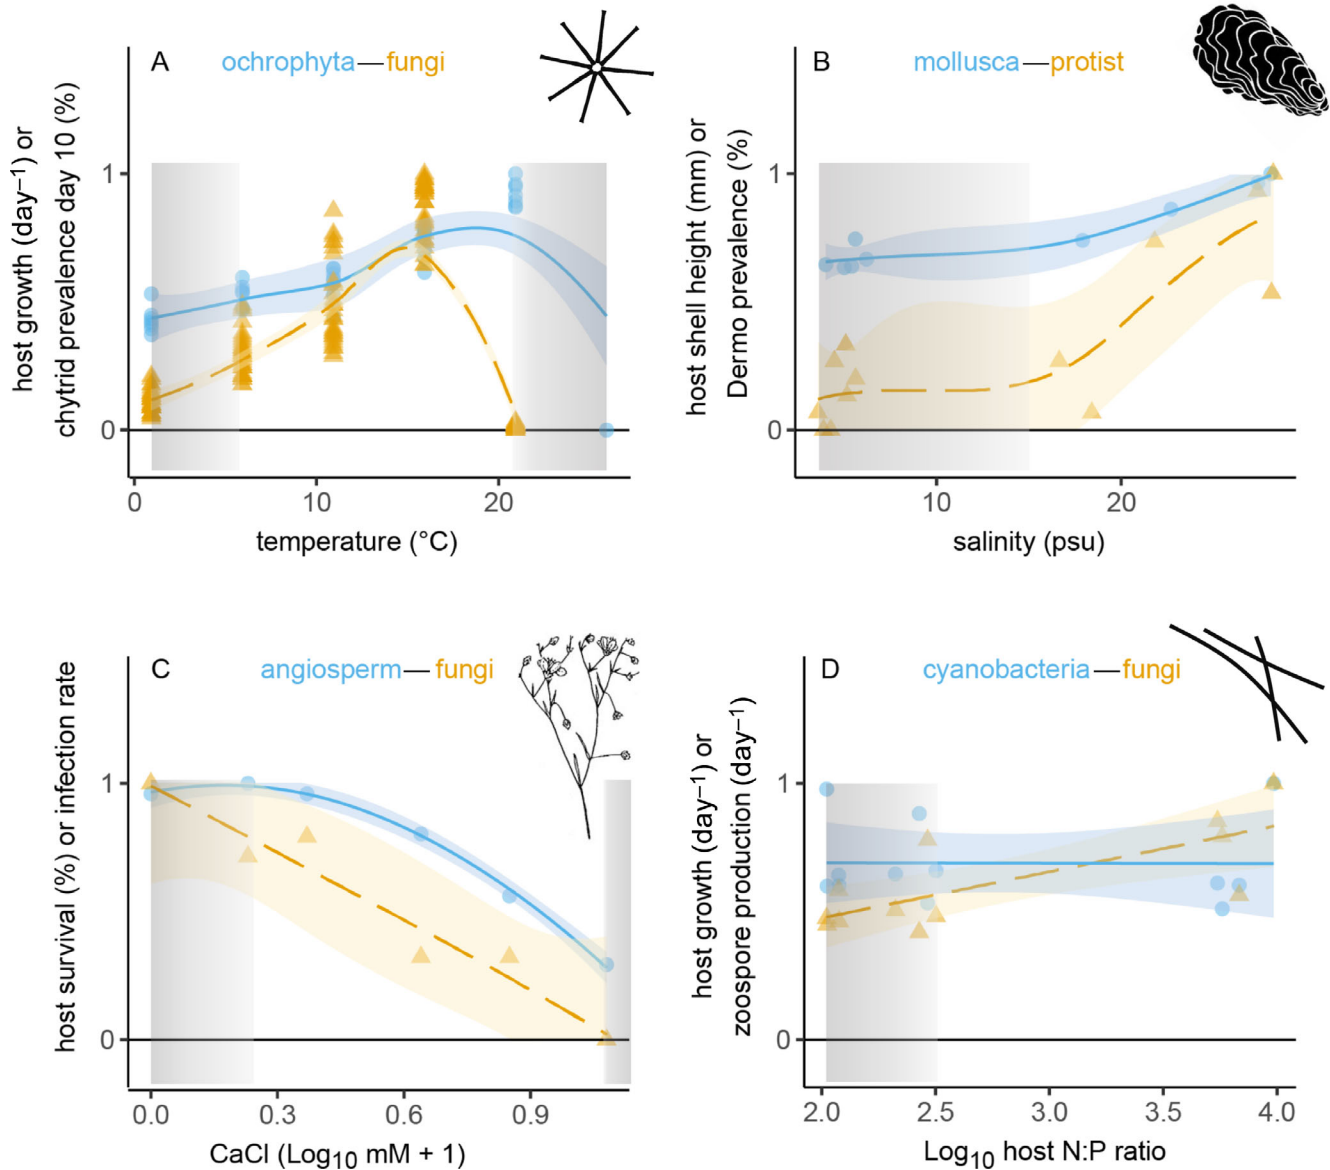 A
ochrophyta—fungi
host growth (day⁻¹) or
chytrid prevalence day 10 (%)
1
0
0
10
20
temperature (°C)
B
mollusca—protist
host shell height (mm) or
Dermo prevalence (%)
1
0
10
20
salinity (psu)
C
angiosperm—fungi
host survival (%) or infection rate
1
0
0.0
0.3
0.6
0.9
CaCl (Log₁₀ mM + 1)
D
cyanobacteria—fungi
host growth (day⁻¹) or
zoospore production (day⁻¹)
1
0
2.0
2.5
3.0
3.5
4.0
Log₁₀ host N:P ratio